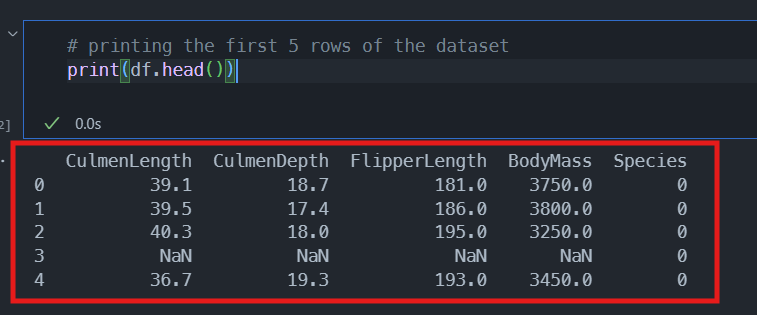 # printing the first 5 rows of the dataset
print(df.head())
2]
0.0s
CulmenLength CulmenDepth FlipperLength BodyMass Species
0 39.1 18.7 181.0 3750.0 0
1 39.5 17.4 186.0 3800.0 0
2 40.3 18.0 195.0 3250.0 0
3 NaN NaN NaN NaN 0
4 36.7 19.3 193.0 3450.0 0